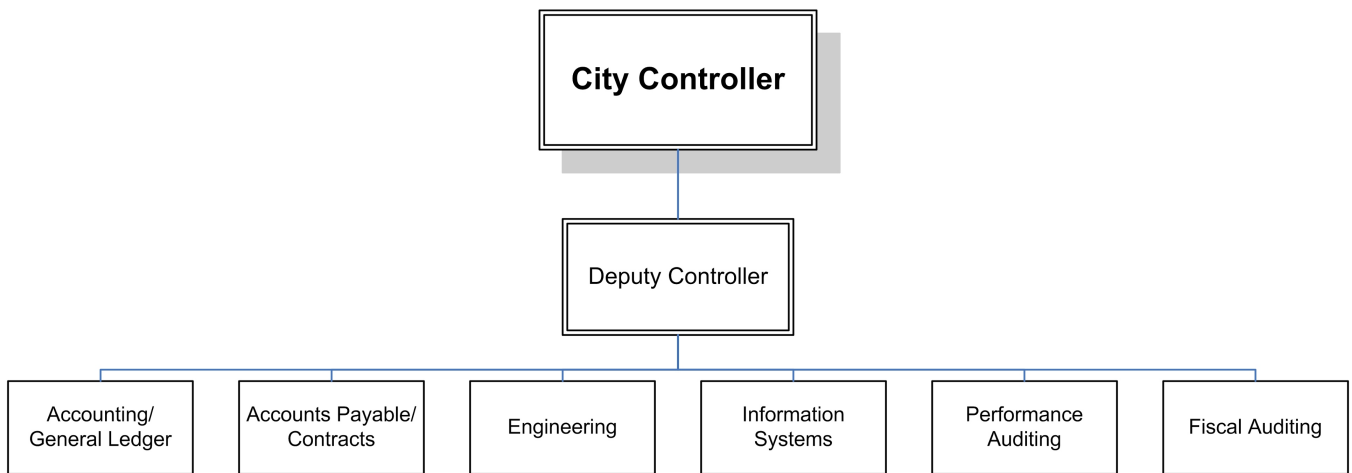 City Controller
Deputy Controller
Accounting/
General Ledger
Accounts Payable/
Contracts
Engineering
Information
Systems
Performance
Auditing
Fiscal Auditing